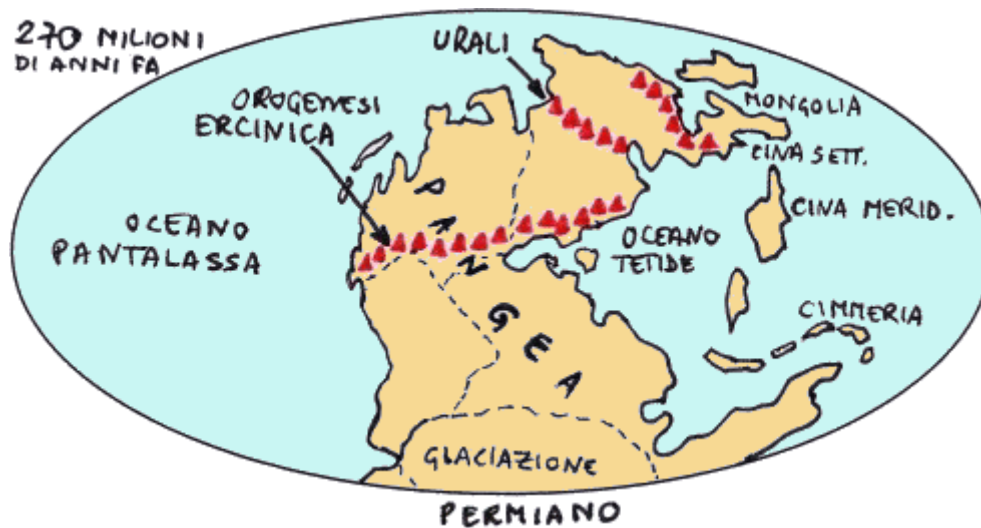 270 MILIONI
DI ANNI FA
URALI
OROGENESI
ERCINICA
MONGOLIA
CINA SETT.
CINA MERID.
OCEANO
PANTALASSA
OCEANO
TETIDE
PANGEA
CIMMERIA
GLACIAZIONE
PERMIANO